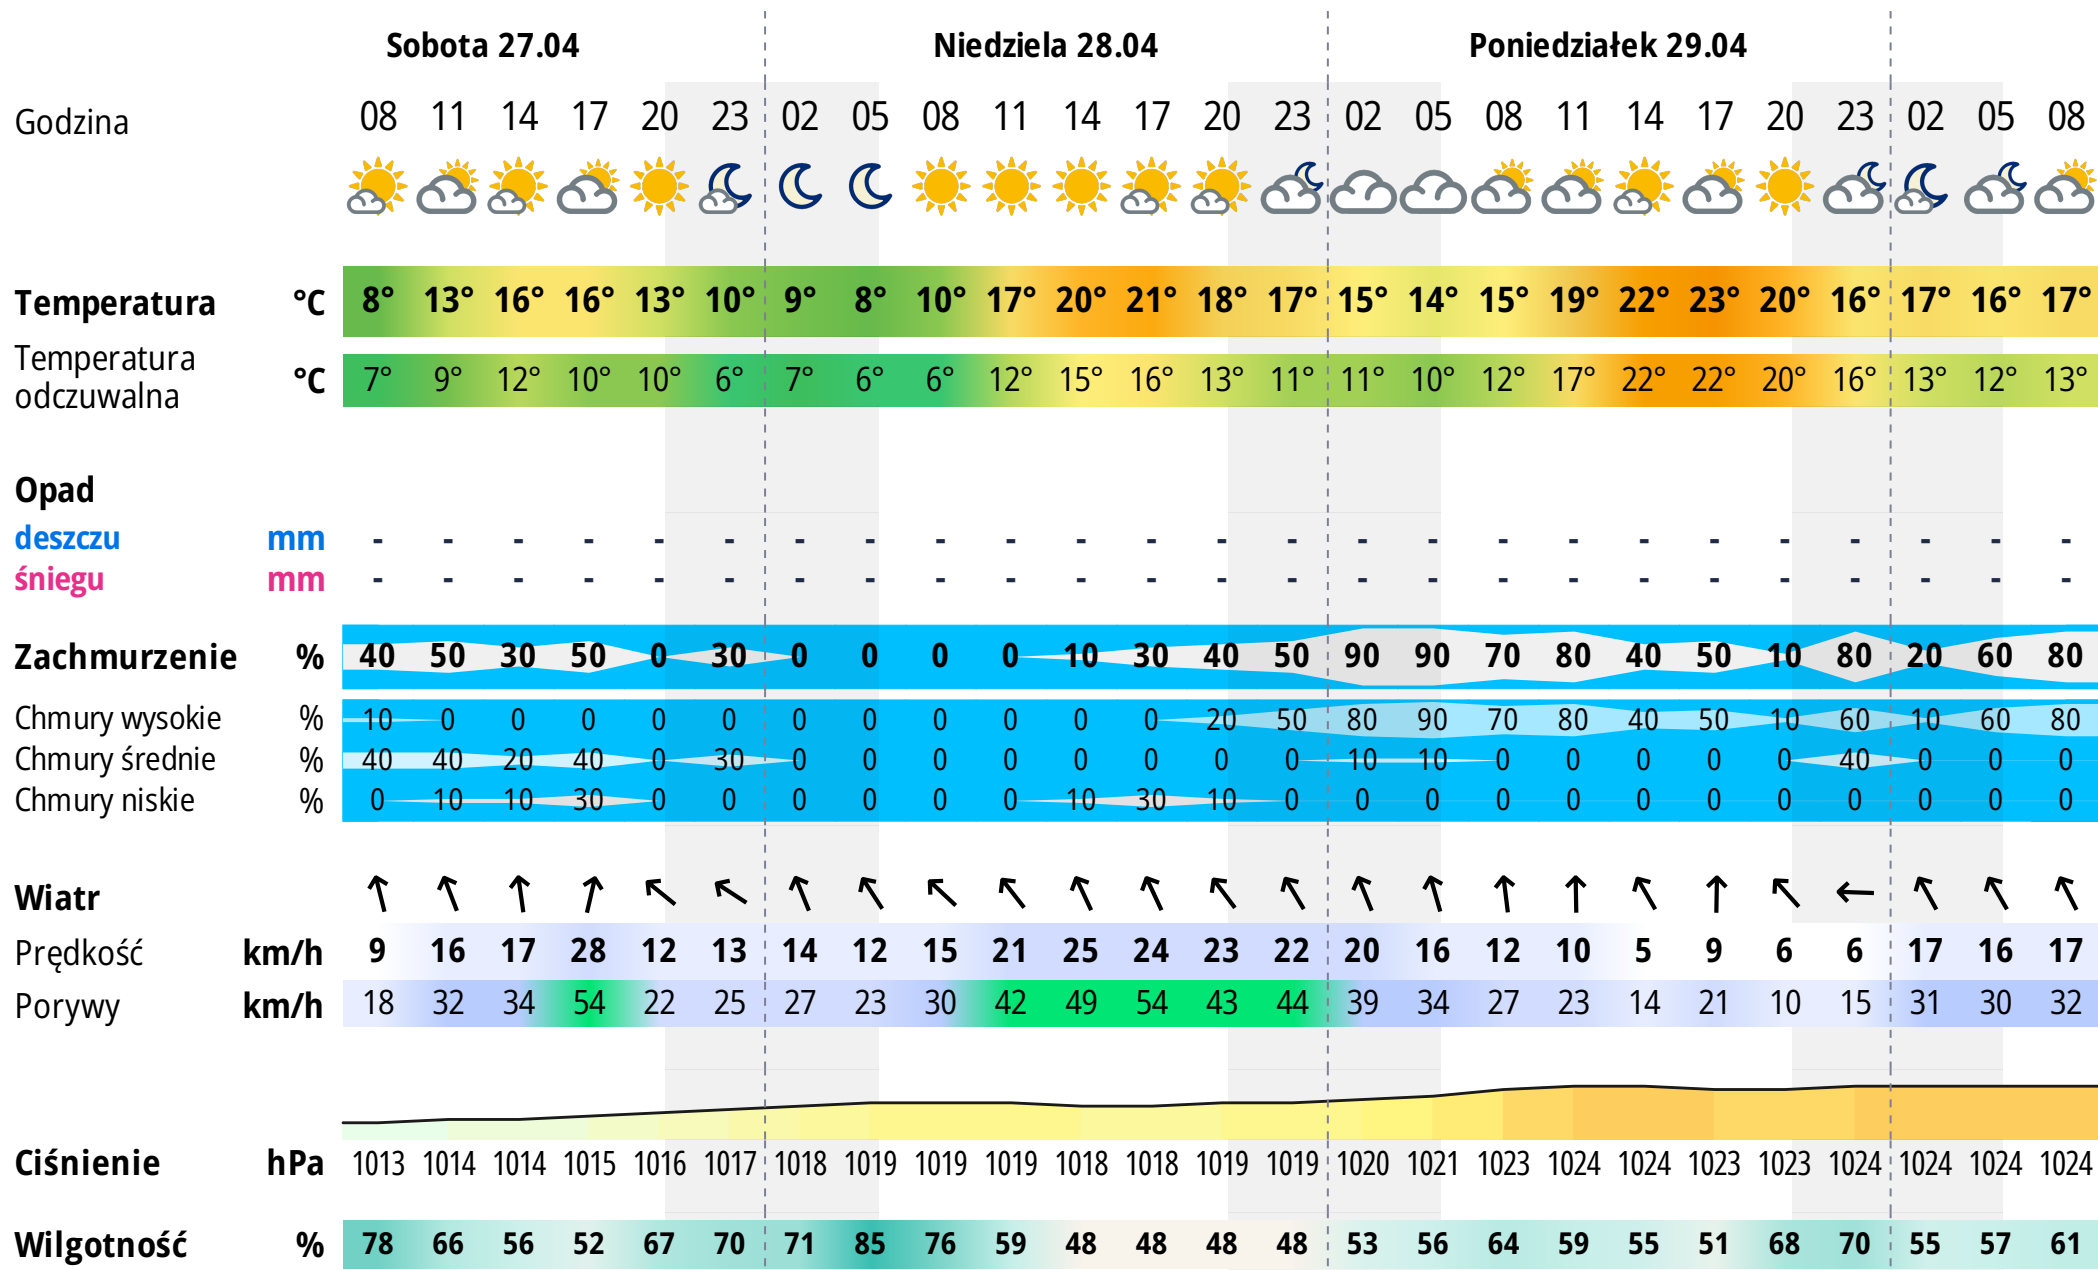 Sobota 27.04 Niedziela 28.04 Poniedziałek 29.04
Godzina 08 11 14 17 20 23 02 05 08 11 14 17 20 23 02 05 08 11 14 17 20 23 02 05 08
Temperatura °C 8° 13° 16° 16° 13° 10° 9° 8° 10° 17° 20° 21° 18° 17° 15° 14° 15° 19° 22° 23° 20° 16° 17° 16° 17°
Temperatura
odczuwalna °C 7° 9° 12° 10° 10° 6° 7° 6° 6° 12° 15° 16° 13° 11° 11° 10° 12° 17° 22° 22° 20° 16° 13° 12° 13°
Opad
deszczu mm - - - - - - - - - - - - - - - - - - - - - - - - -
śniegu mm - - - - - - - - - - - - - - - - - - - - - - - - -
Zachmurzenie % 40 50 30 50 0 30 0 0 0 0 10 30 40 50 90 90 70 80 40 50 10 80 20 60 80
Chmury wysokie % 10 0 0 0 0 0 0 0 0 0 0 0 20 50 80 90 70 80 40 50 10 60 10 60 80
Chmury średnie % 40 40 20 40 0 30 0 0 0 0 0 0 0 0 10 10 0 0 0 0 0 40 0 0 0
Chmury niskie % 0 10 10 30 0 0 0 0 0 0 10 30 10 0 0 0 0 0 0 0 0 0 0 0 0
Wiatr
Prędkość km/h 9 16 17 28 12 13 14 12 15 21 25 24 23 22 20 16 12 10 5 9 6 6 17 16 17
Porywy km/h 18 32 34 54 22 25 27 23 30 42 49 54 43 44 39 34 27 23 14 21 10 15 31 30 32
Ciśnienie hPa 1013 1014 1014 1015 1016 1017 1018 1019 1019 1019 1018 1018 1019 1019 1020 1021 1023 1024 1024 1023 1023 1024 1024 1024 1024
Wilgotność % 78 66 56 52 67 70 71 85 76 59 48 48 48 48 53 56 64 59 55 51 68 70 55 57 61